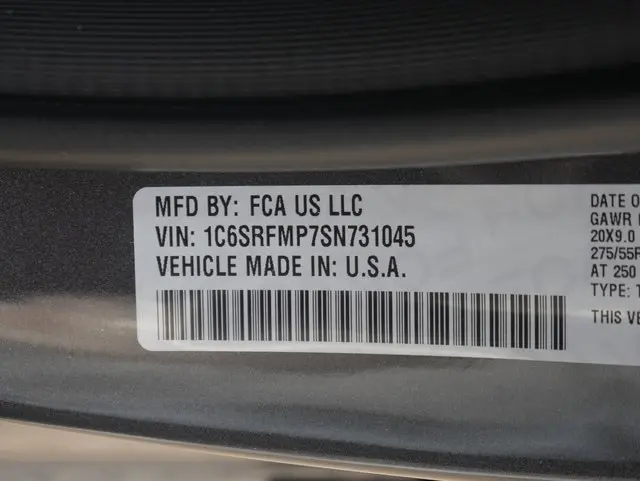 MFD BY: FCA US LLC
VIN: 1C6SRFMP7SN731045
VEHICLE MADE IN: U.S.A.
DATE O
GAWR
20X9.0
275/55R
AT 250
TYPE: T
THIS VE